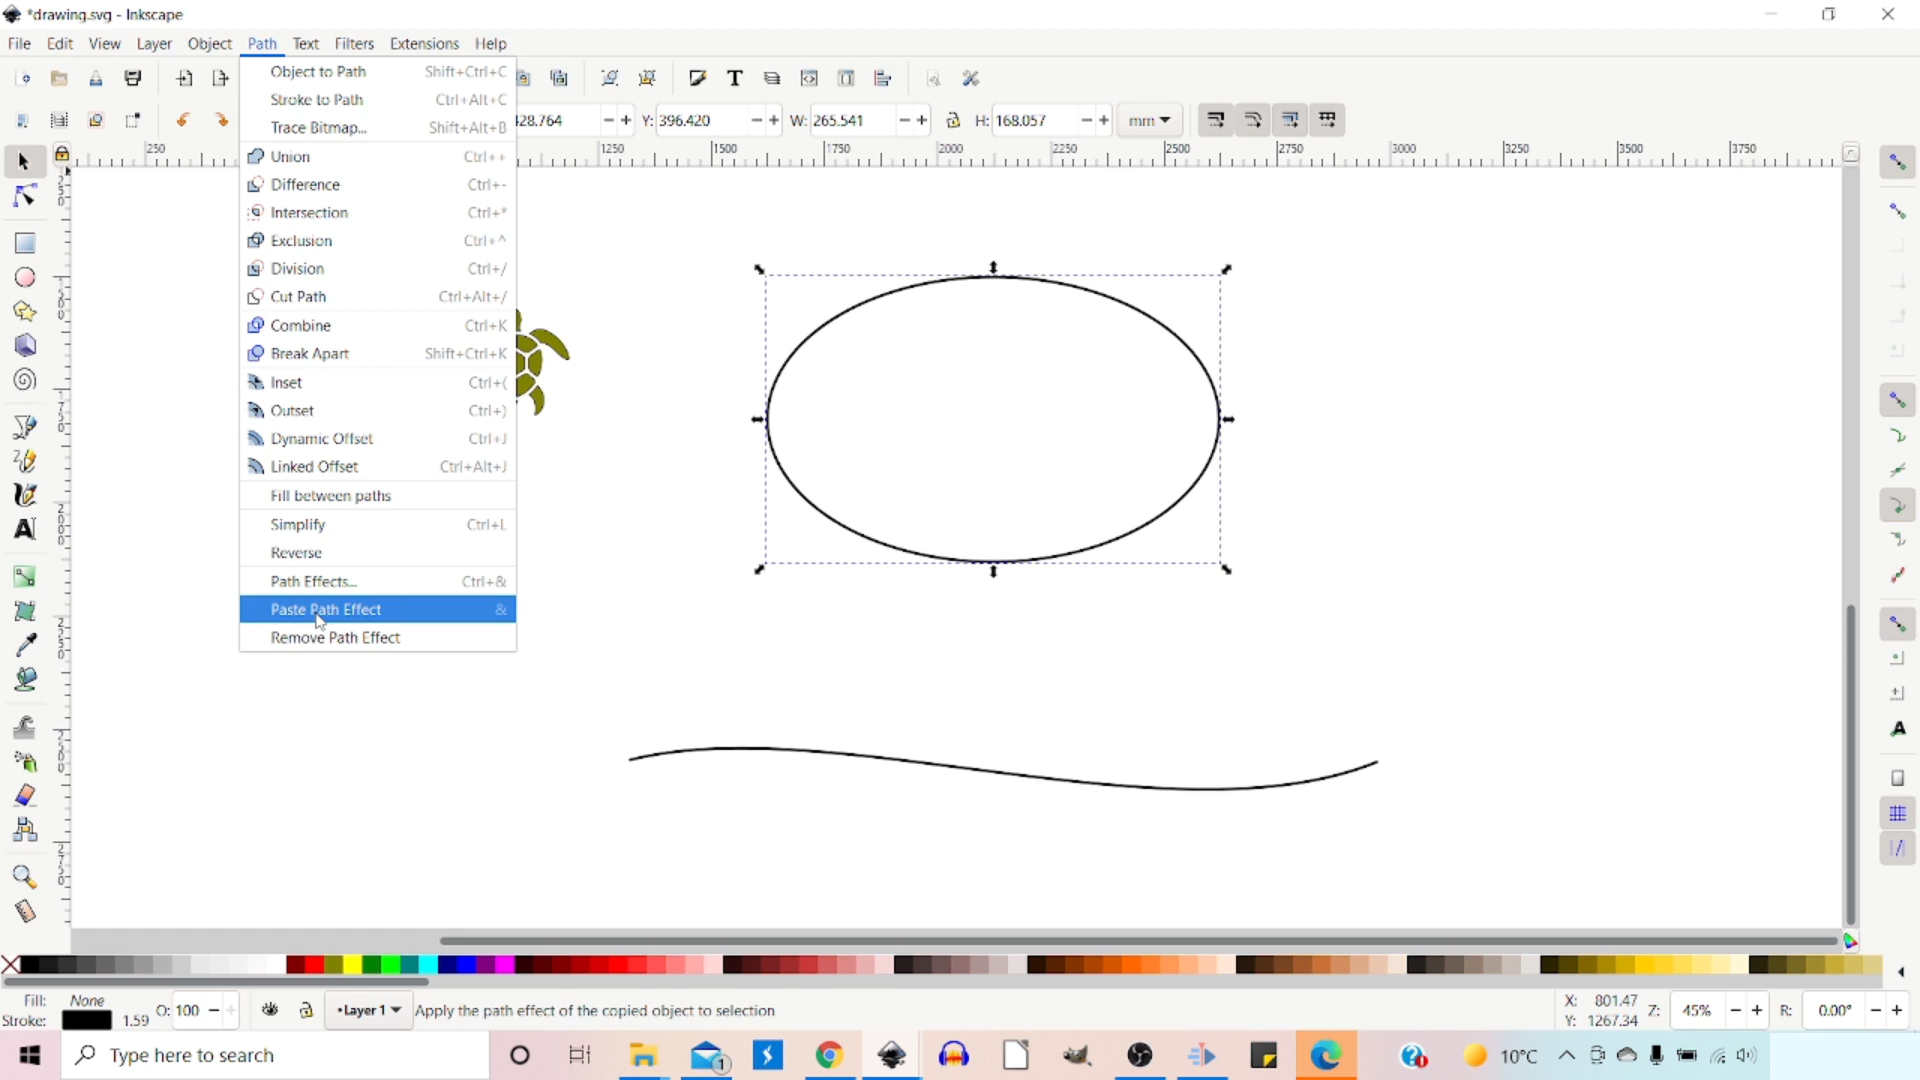 *drawing.svg - Inkscape
File Edit View Layer Object Path Text Filters Extensions Help
Object to Path Shift+Ctrl+C
Stroke to Path Ctrl+Alt+C
Trace Bitmap... Shift+Alt+B
Union Ctrl++
Difference Ctrl+-
Intersection Ctrl+*
Exclusion Ctrl+^
Division Ctrl+/
Cut Path Ctrl+Alt+/
Combine Ctrl+K
Break Apart Shift+Ctrl+K
Inset Ctrl+(
Outset Ctrl+)
Dynamic Offset Ctrl+J
Linked Offset Ctrl+Alt+J
Fill between paths
Simplify Ctrl+L
Reverse
Path Effects... Ctrl+&
Paste Path Effect &
Remove Path Effect
428.764 Y: 396.420 W: 265.541 H: 168.057 mm
250 1250 1500 1750 2000 2250 2500 2750 3000 3250 3500 3750
Fill: None
Stroke: 1.59 O: 100 •Layer 1 Apply the path effect of the copied object to selection
X: 801.47
Y: 1267.34
Z: 45% R: 0.00°
Type here to search
1
10°C